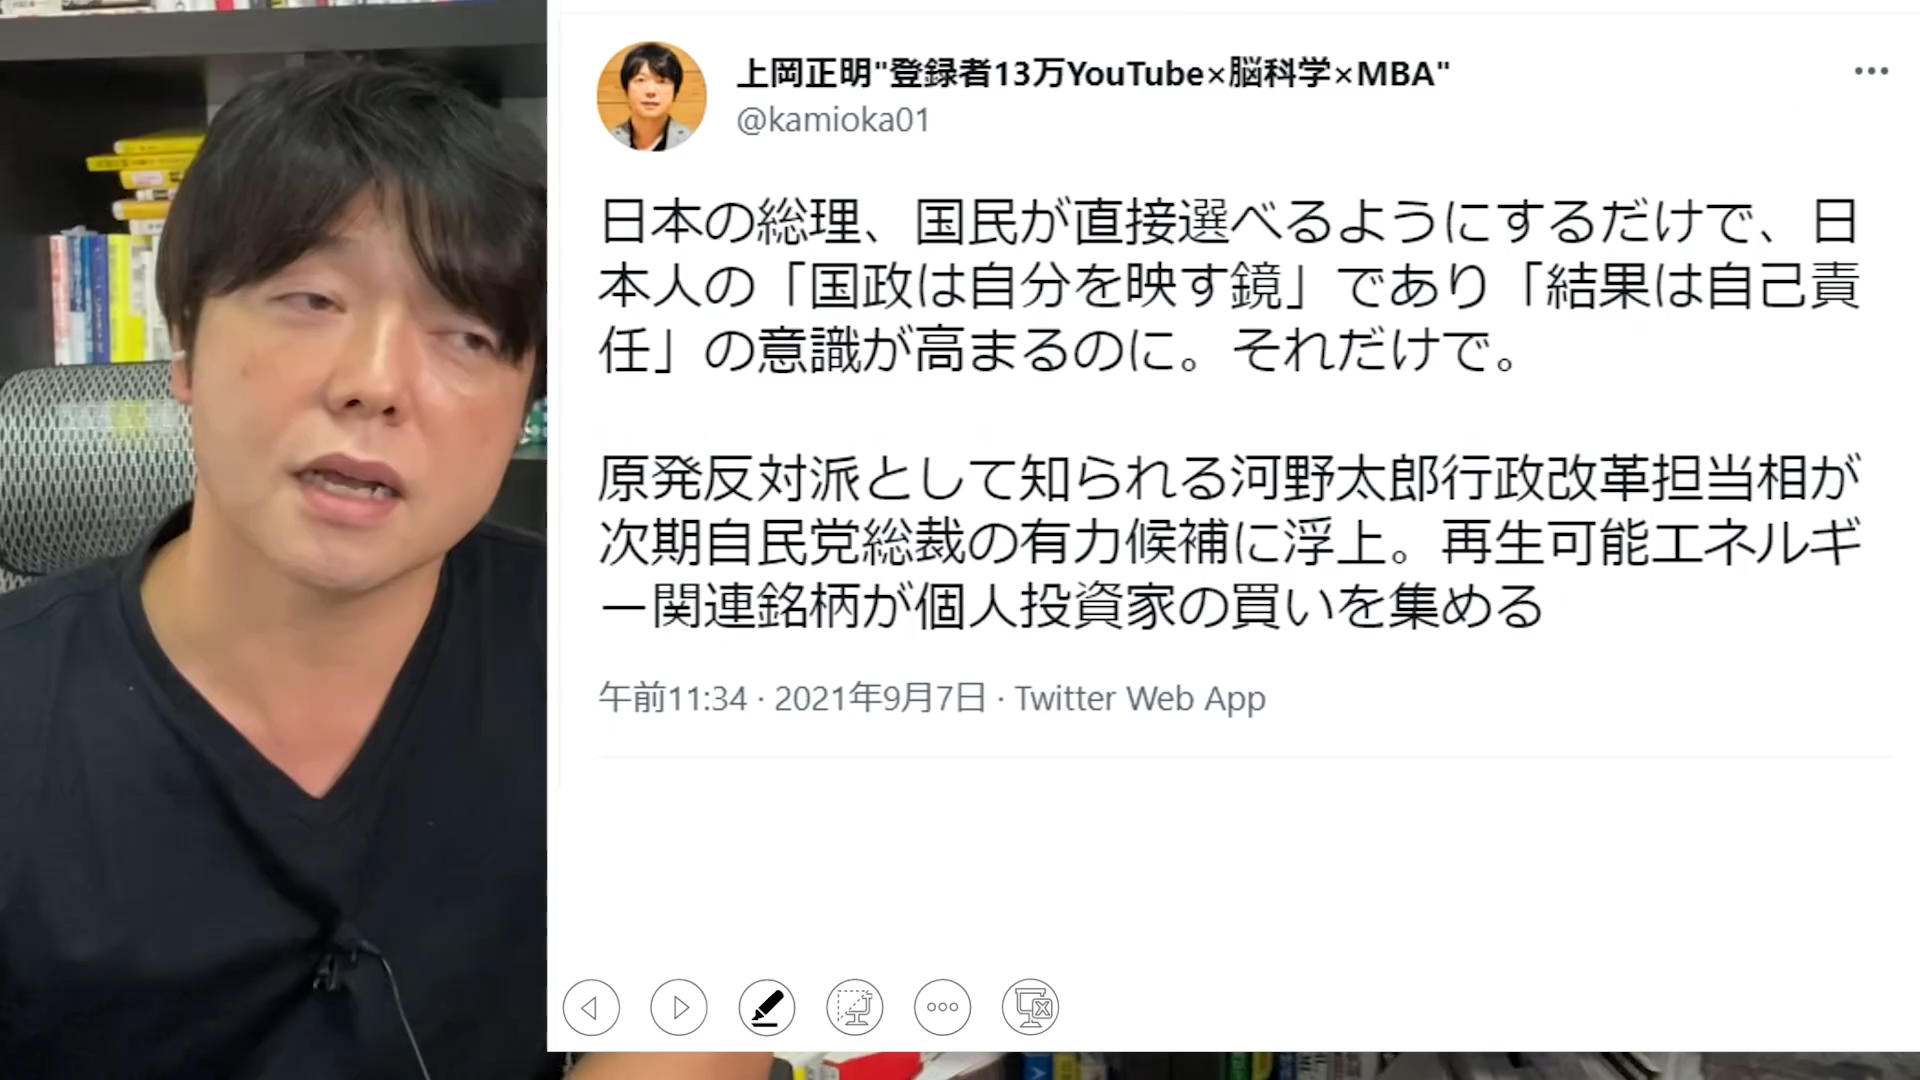 上岡正明"登録者13万YouTube×脳科学×MBA"
@kamioka01
日本の総理、国民が直接選べるようにするだけで、日
本人の「国政は自分を映す鏡」であり「結果は自己責
任」の意識が高まるのに。それだけで。
原発反対派として知られる河野太郎行政改革担当相が
次期自民党総裁の有力候補に浮上。再生可能エネルギ
ー関連銘柄が個人投資家の買いを集める
午前11:34 · 2021年9月7日 · Twitter Web App